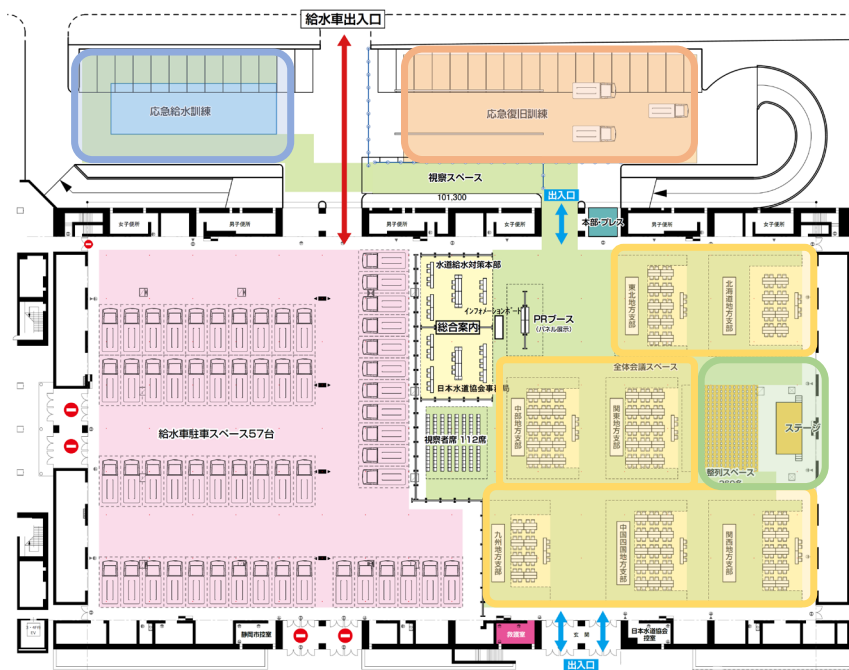 給水車出入口
応急給水訓練
応急復旧訓練
視察スペース
101,300
出入口
本部・プレス
女子便所
男子便所
男子便所
女子便所
男子便所
女子便所
水道給水対策本部
インフォメーションボード
総合案内
PRブース
(パネル展示)
日本水道協会事務局
東北地方支部
北海道地方支部
全体会議スペース
中部地方支部
関東地方支部
ステージ
整列スペース
視察者席 112席
給水車駐車スペース57台
九州地方支部
中国四国地方支部
関西地方支部
静岡市控室
救護室
玄関
日本水道協会
控室
出入口